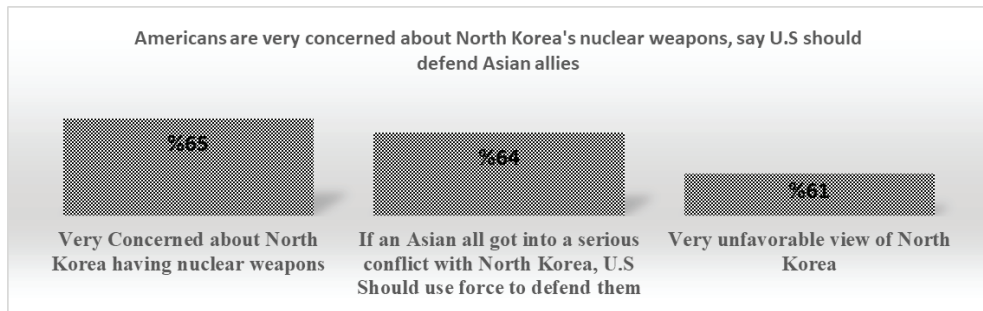 Americans are very concerned about North Korea's nuclear weapons, say U.S should
defend Asian allies
%65
%64
%61
Very Concerned about North
Korea having nuclear weapons
If an Asian all got into a serious
conflict with North Korea, U.S
Should use force to defend them
Very unfavorable view of North
Korea